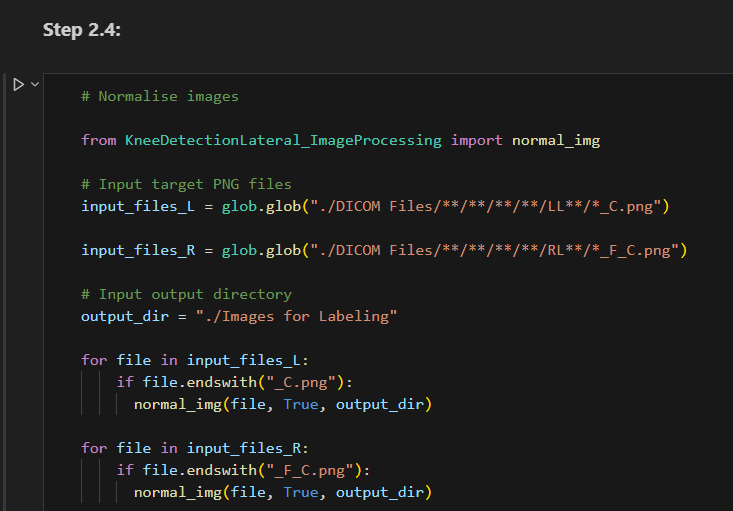 Step 2.4:
# Normalise images
from KneeDetectionLateral_ImageProcessing import normal_img
# Input target PNG files
input_files_L = glob.glob("./DICOM Files/**/**/**/**/LL**/*_C.png")
input_files_R = glob.glob("./DICOM Files/**/**/**/**/RL**/*_F_C.png")
# Input output directory
output_dir = "./Images for Labeling"
for file in input_files_L:
    if file.endswith("_C.png"):
      normal_img(file, True, output_dir)
for file in input_files_R:
    if file.endswith("_F_C.png"):
      normal_img(file, True, output_dir)